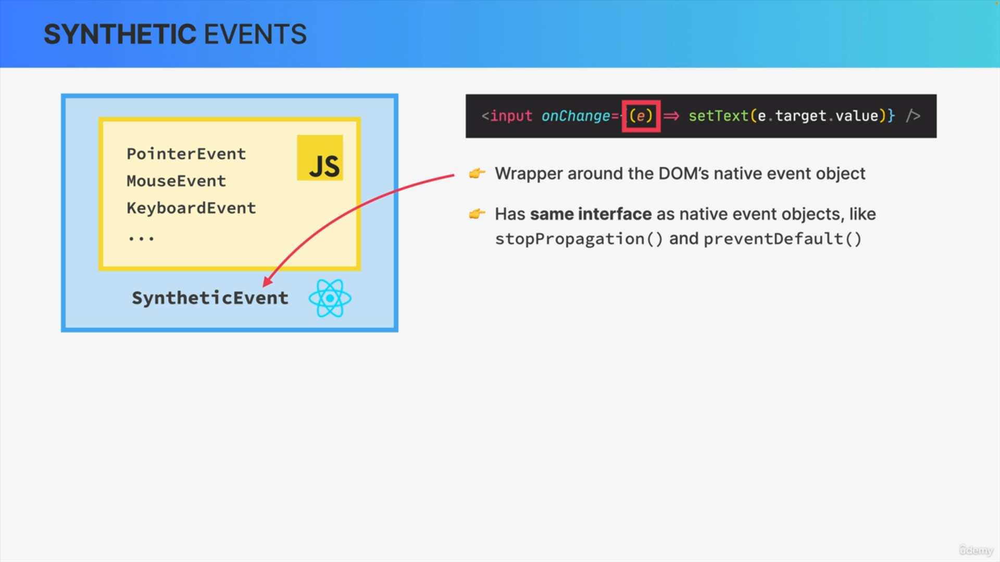 SYNTHETIC EVENTS
PointerEvent
MouseEvent
KeyboardEvent
...
JS
SyntheticEvent
<input onChange={(e) => setText(e.target.value)} />
👉 Wrapper around the DOM’s native event object
👉 Has same interface as native event objects, like
stopPropagation() and preventDefault()
ûdemy